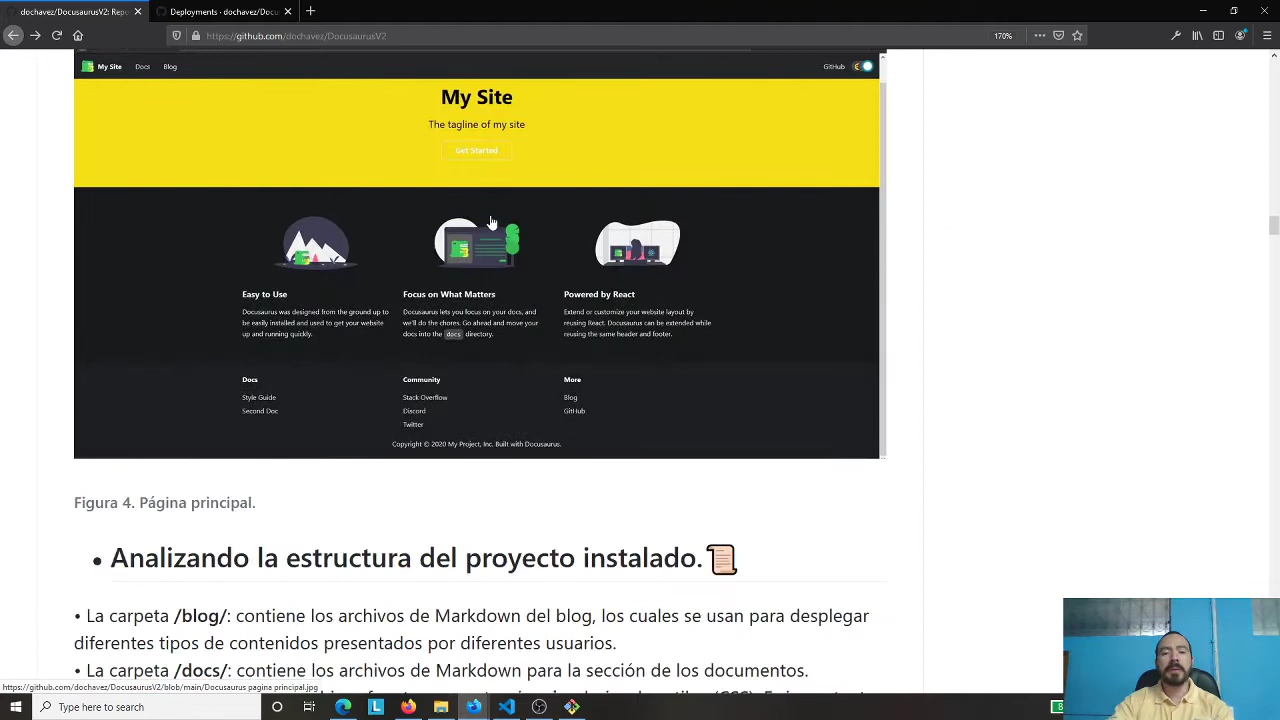 dochavez/DocusaurusV2: Repo
Deployments · dochavez/Docu
https://github.com/dochavez/DocusaurusV2
170%
My Site
Docs
Blog
GitHub
My Site
The tagline of my site
Get Started
Easy to Use
Docusaurus was designed from the ground up to
be easily installed and used to get your website
up and running quickly.
Focus on What Matters
Docusaurus lets you focus on your docs, and
we'll do the chores. Go ahead and move your
docs into the docs directory.
Powered by React
Extend or customize your website layout by
reusing React. Docusaurus can be extended while
reusing the same header and footer.
Docs
Style Guide
Second Doc
Community
Stack Overflow
Discord
Twitter
More
Blog
GitHub
Copyright © 2020 My Project, Inc. Built with Docusaurus.
Figura 4. Página principal.
• Analizando la estructura del proyecto instalado.
• La carpeta /blog/: contiene los archivos de Markdown del blog, los cuales se usan para desplegar
diferentes tipos de contenidos presentados por diferentes usuarios.
• La carpeta /docs/: contiene los archivos de Markdown para la sección de los documentos.
https://github.com/dochavez/DocusaurusV2/blob/main/Docusaurus pagina principal.jpg
Type here to search